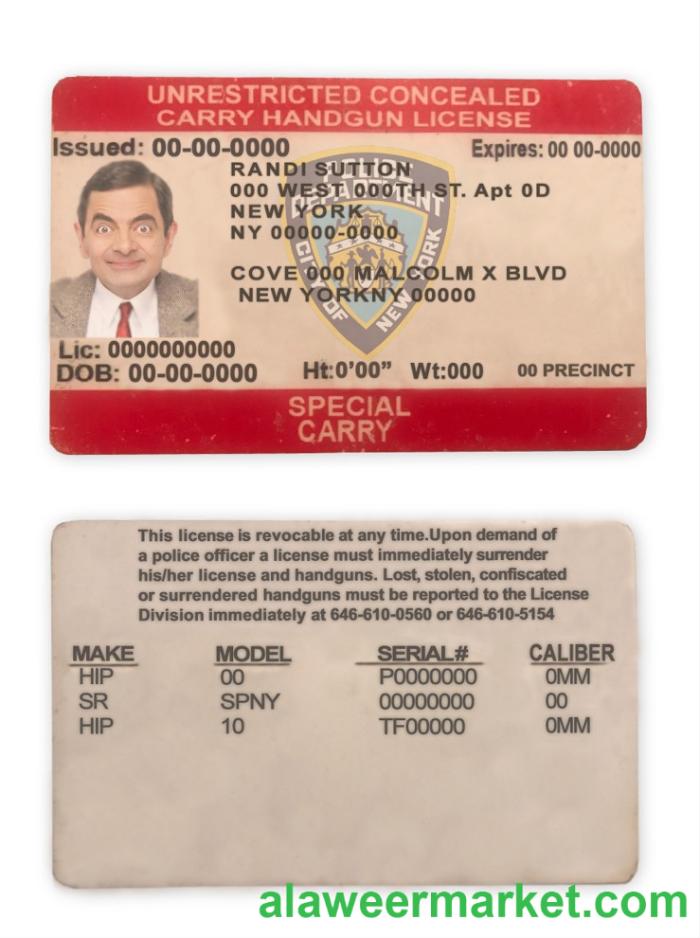 UNRESTRICTED CONCEALED
CARRY HANDGUN LICENSE
Issued: 00-00-0000
Expires: 00 00-0000
RANDI SUTTON
000 WEST 000TH ST. Apt 0D
NEW YORK
NY 00000-0000
COVE 000 MALCOLM X BLVD
NEW YORKNY 00000
POLICE
DEPARTMENT
CITY OF
NEW YORK
Lic: 0000000000
DOB: 00-00-0000
Ht:0'00” Wt:000
00 PRECINCT
SPECIAL
CARRY
This license is revocable at any time.Upon demand of
a police officer a license must immediately surrender
his/her license and handguns. Lost, stolen, confiscated
or surrendered handguns must be reported to the License
Division immediately at 646-610-0560 or 646-610-5154
MAKE MODEL SERIAL# CALIBER
HIP 00 P0000000 0MM
SR SPNY 00000000 00
HIP 10 TF00000 0MM
alaweermarket.com